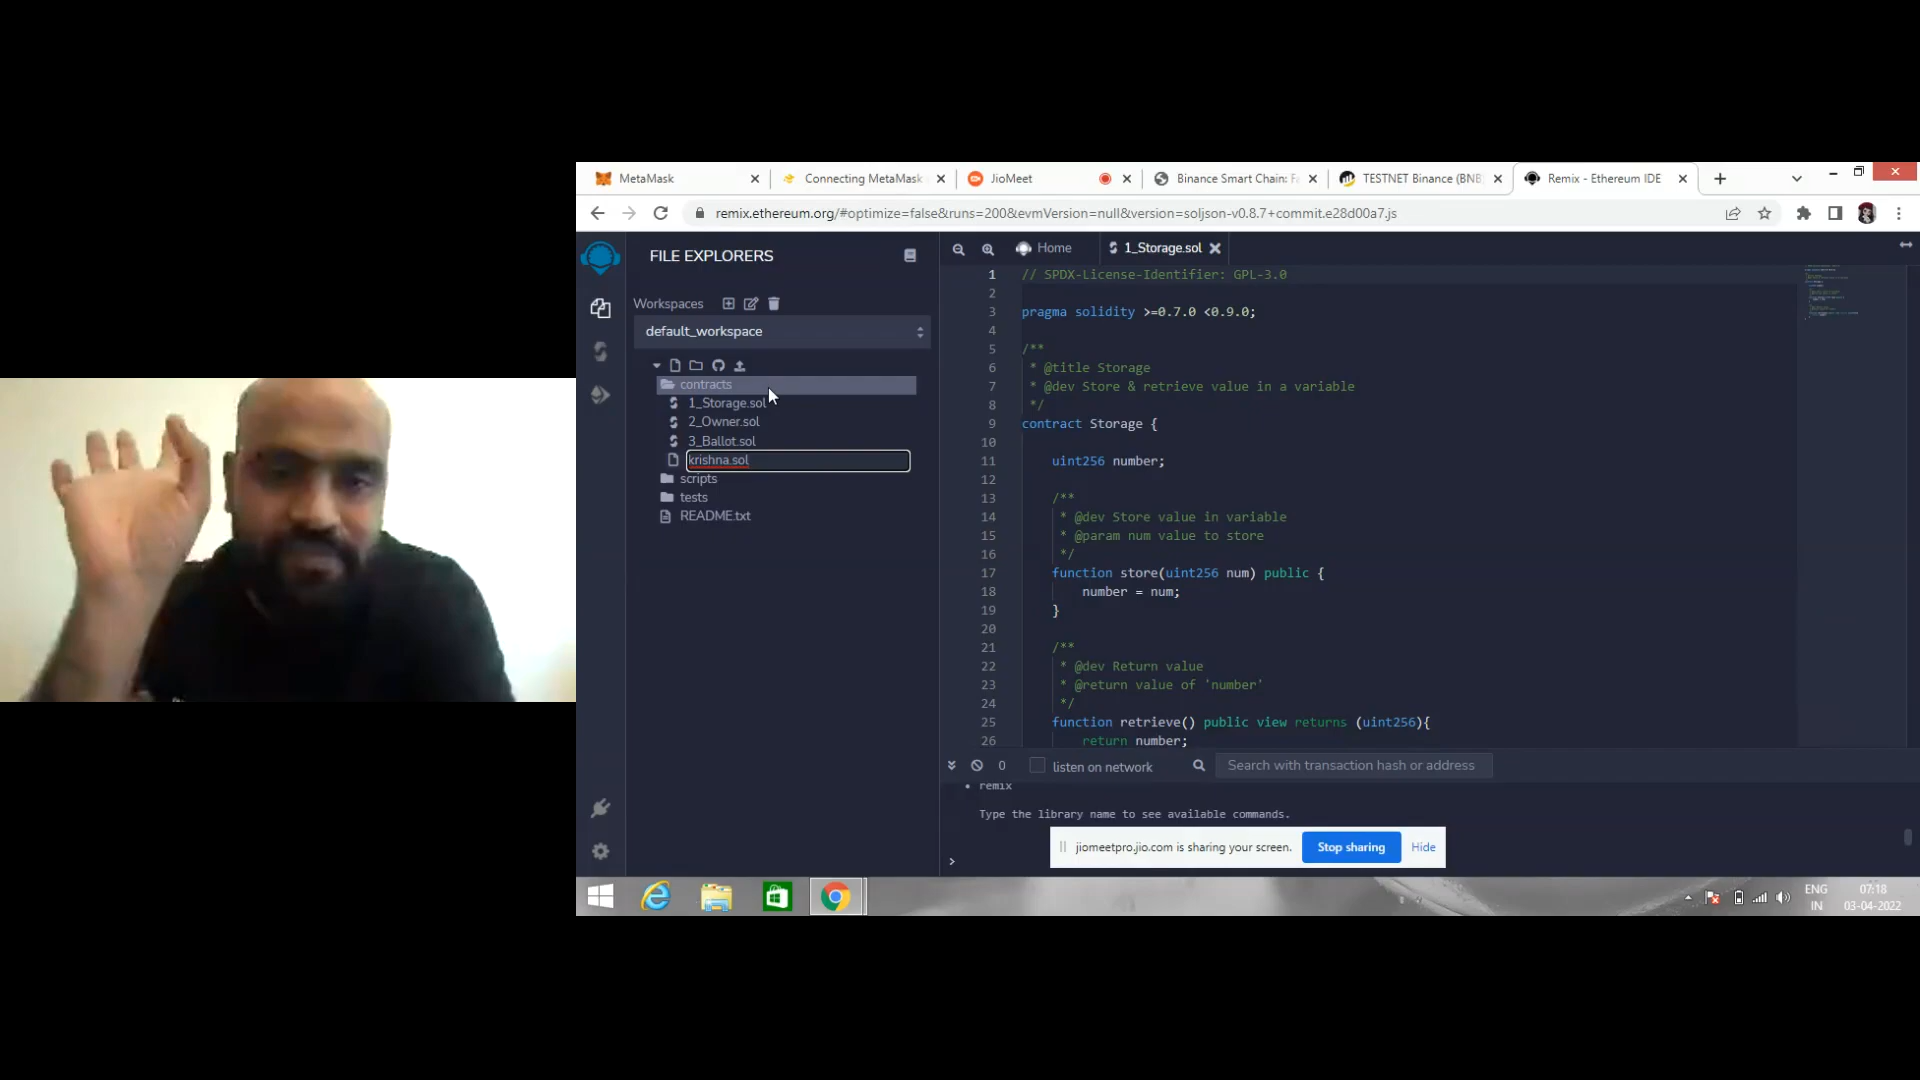 MetaMask
Connecting MetaMask
JioMeet
Binance Smart Chain: F
TESTNET Binance (BNB
Remix - Ethereum IDE
remix.ethereum.org/#optimize=false&runs=200&evmVersion=null&version=soljson-v0.8.7+commit.e28d00a7.js
FILE EXPLORERS
Workspaces
default_workspace
contracts
1_Storage.sol
2_Owner.sol
3_Ballot.sol
krishna.sol
scripts
tests
README.txt
Home
1_Storage.sol
1 // SPDX-License-Identifier: GPL-3.0
2
3 pragma solidity >=0.7.0 <0.9.0;
4
5 /**
6 * @title Storage
7 * @dev Store & retrieve value in a variable
8 */
9 contract Storage {
10
11 uint256 number;
12
13 /**
14 * @dev Store value in variable
15 * @param num value to store
16 */
17 function store(uint256 num) public {
18 number = num;
19 }
20
21 /**
22 * @dev Return value
23 * @return value of 'number'
24 */
25 function retrieve() public view returns (uint256){
26 return number;
0
listen on network
Search with transaction hash or address
• remix
Type the library name to see available commands.
>
jiomeetpro.jio.com is sharing your screen.
Stop sharing
Hide
ENG
IN
07:18
03-04-2022